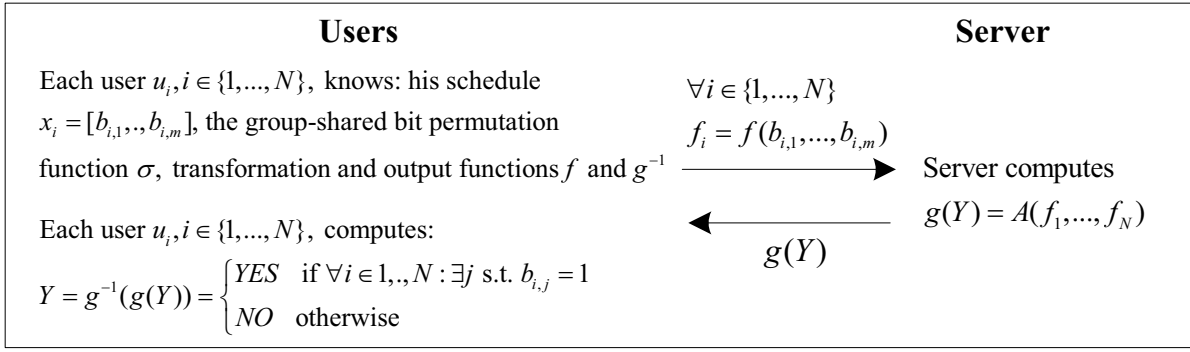 Users
Each user u_i, i ∈ {1,..., N}, knows: his schedule
x_i = [b_{i,1},., b_{i,m}], the group-shared bit permutation
function σ, transformation and output functions f and g^{-1}
Each user u_i, i ∈ {1,..., N}, computes:
Y = g^{-1}(g(Y)) = { YES if ∀i ∈ 1,., N : ∃j s.t. b_{i,j} = 1
NO otherwise
Server
∀i ∈ {1,..., N}
f_i = f(b_{i,1},..., b_{i,m})
Server computes
g(Y) = A(f_1,..., f_N)
g(Y)